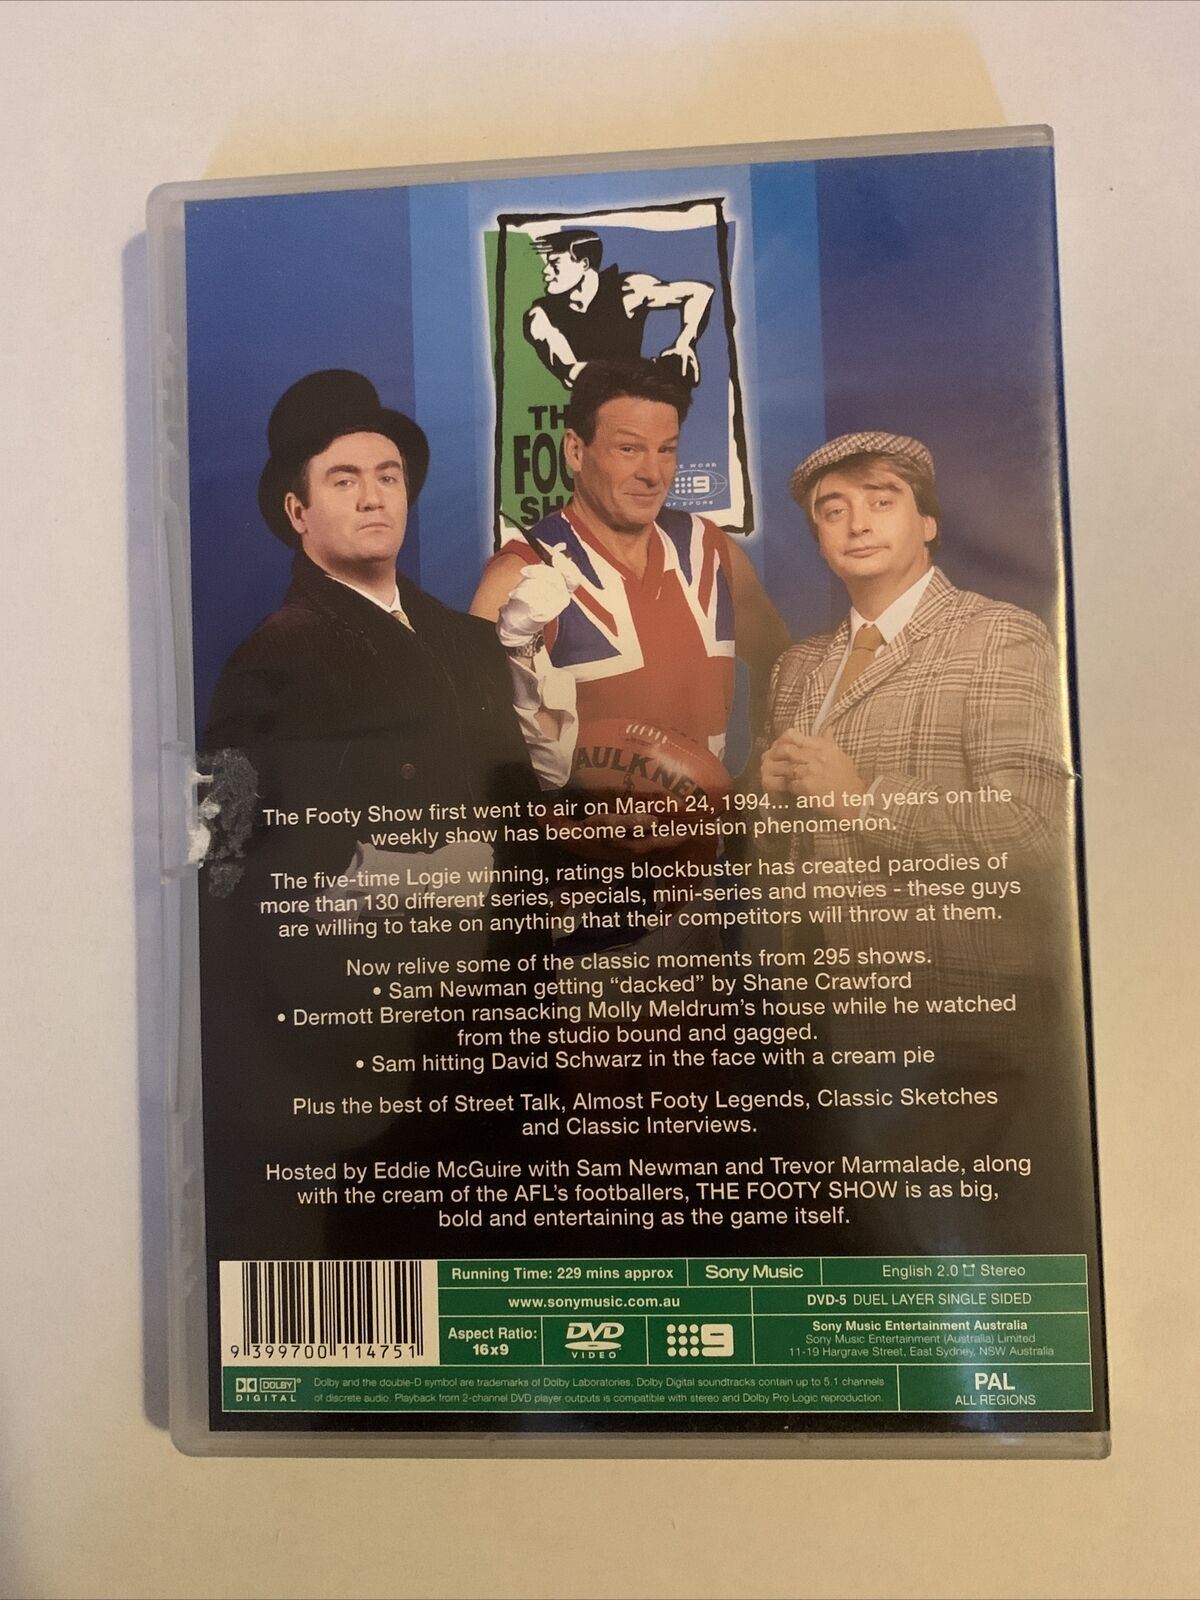 TH
FOO
SH
E WORD
9
OF SPORT
AULKNE
The Footy Show first went to air on March 24, 1994... and ten years on the
weekly show has become a television phenomenon.
The five-time Logie winning, ratings blockbuster has created parodies of
more than 130 different series, specials, mini-series and movies - these guys
are willing to take on anything that their competitors will throw at them.
Now relive some of the classic moments from 295 shows.
• Sam Newman getting “dacked” by Shane Crawford
• Dermott Brereton ransacking Molly Meldrum's house while he watched
from the studio bound and gagged.
• Sam hitting David Schwarz in the face with a cream pie
Plus the best of Street Talk, Almost Footy Legends, Classic Sketches
and Classic Interviews.
Hosted by Eddie McGuire with Sam Newman and Trevor Marmalade, along
with the cream of the AFL's footballers, THE FOOTY SHOW is as big,
bold and entertaining as the game itself.
9 399700 114751
Running Time: 229 mins approx
Sony Music
English 2.0 Stereo
www.sonymusic.com.au
DVD-5 DUEL LAYER SINGLE SIDED
Aspect Ratio:
16x9
DVD
VIDEO
9
Sony Music Entertainment Australia
Sony Music Entertainment (Australia) Limited
11-19 Hargrave Street, East Sydney, NSW Australia
DOLBY
DIGITAL
Dolby and the double-D symbol are trademarks of Dolby Laboratories. Dolby Digital soundtracks contain up to 5.1 channels
of discrete audio. Playback from 2-channel DVD player outputs is compatible with stereo and Dolby Pro Logic reproduction.
PAL
ALL REGIONS